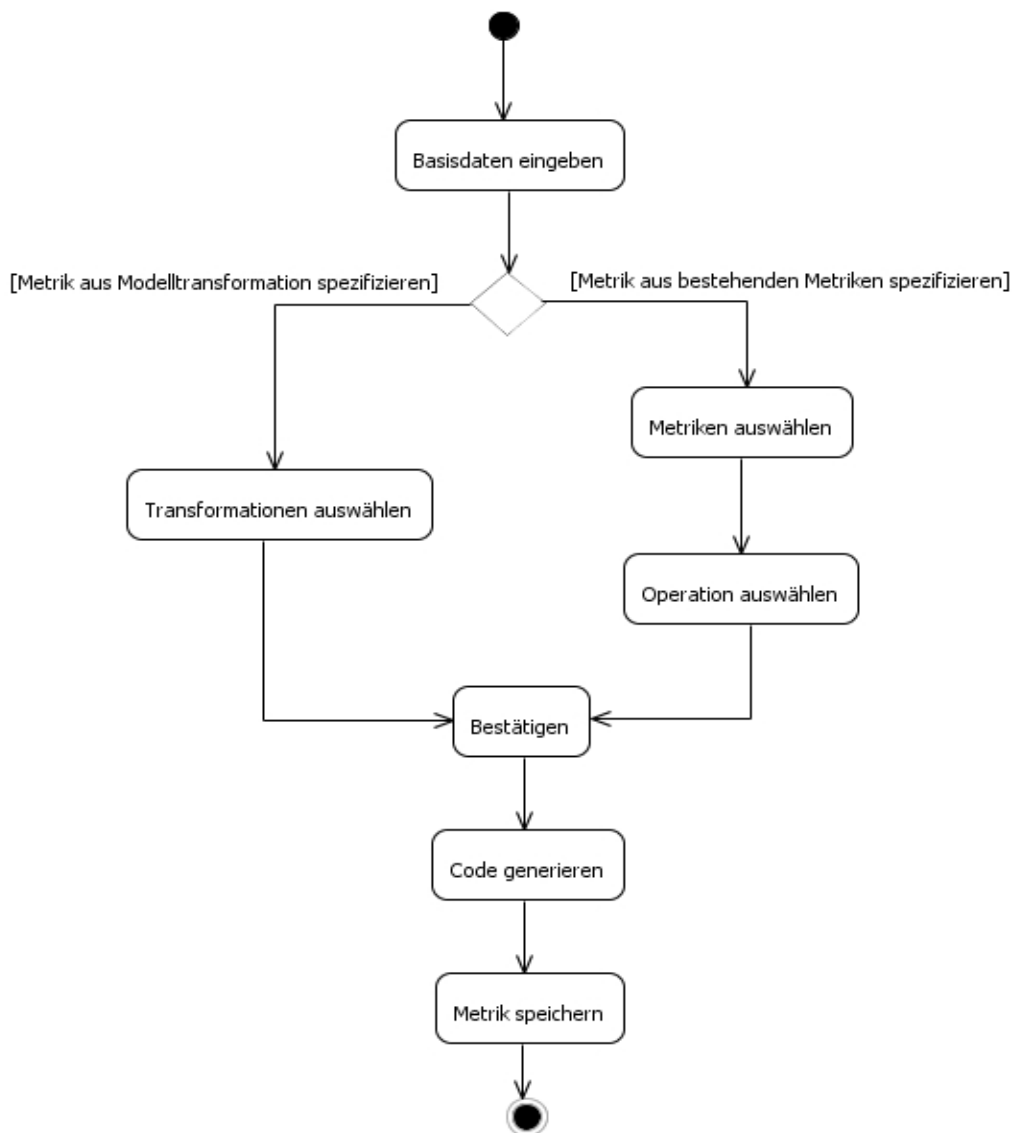 Basisdaten eingeben
[Metrik aus Modelltransformation spezifizieren]
[Metrik aus bestehenden Metriken spezifizieren]
Metriken auswählen
Transformationen auswählen
Operation auswählen
Bestätigen
Code generieren
Metrik speichern